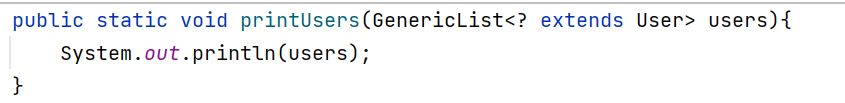 public static void printUsers(GenericList<? extends User> users){
    System.out.println(users);
}